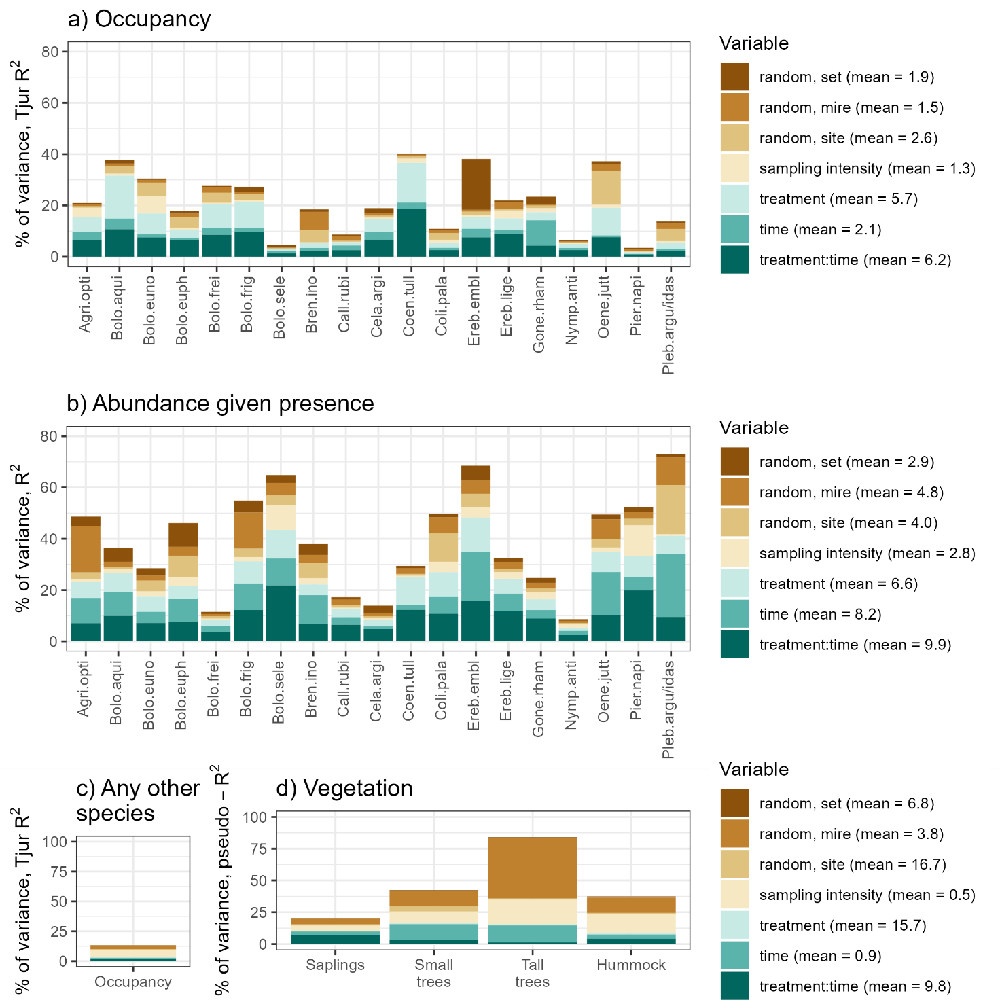 a) Occupancy
% of variance, Tjur R²
80
60
40
20
0
Agri.opti
Bolo.aqui
Bolo.euno
Bolo.euph
Bolo.frei
Bolo.frig
Bolo.sele
Bren.ino
Call.rubi
Cela.argi
Coen.tull
Coli.pala
Ereb.embl
Ereb.lige
Gone.rham
Nymp.anti
Oene.jutt
Pier.napi
Pleb.argu/idas
Variable
random, set (mean = 1.9)
random, mire (mean = 1.5)
random, site (mean = 2.6)
sampling intensity (mean = 1.3)
treatment (mean = 5.7)
time (mean = 2.1)
treatment:time (mean = 6.2)
b) Abundance given presence
% of variance, R²
80
60
40
20
0
Agri.opti
Bolo.aqui
Bolo.euno
Bolo.euph
Bolo.frei
Bolo.frig
Bolo.sele
Bren.ino
Call.rubi
Cela.argi
Coen.tull
Coli.pala
Ereb.embl
Ereb.lige
Gone.rham
Nymp.anti
Oene.jutt
Pier.napi
Pleb.argu/idas
Variable
random, set (mean = 2.9)
random, mire (mean = 4.8)
random, site (mean = 4.0)
sampling intensity (mean = 2.8)
treatment (mean = 6.6)
time (mean = 8.2)
treatment:time (mean = 9.9)
c) Any other
species
% of variance, Tjur R²
100
75
50
25
0
Occupancy
d) Vegetation
% of variance, pseudo – R²
100
75
50
25
0
Saplings
Small
trees
Tall
trees
Hummock
Variable
random, set (mean = 6.8)
random, mire (mean = 3.8)
random, site (mean = 16.7)
sampling intensity (mean = 0.5)
treatment (mean = 15.7)
time (mean = 0.9)
treatment:time (mean = 9.8)